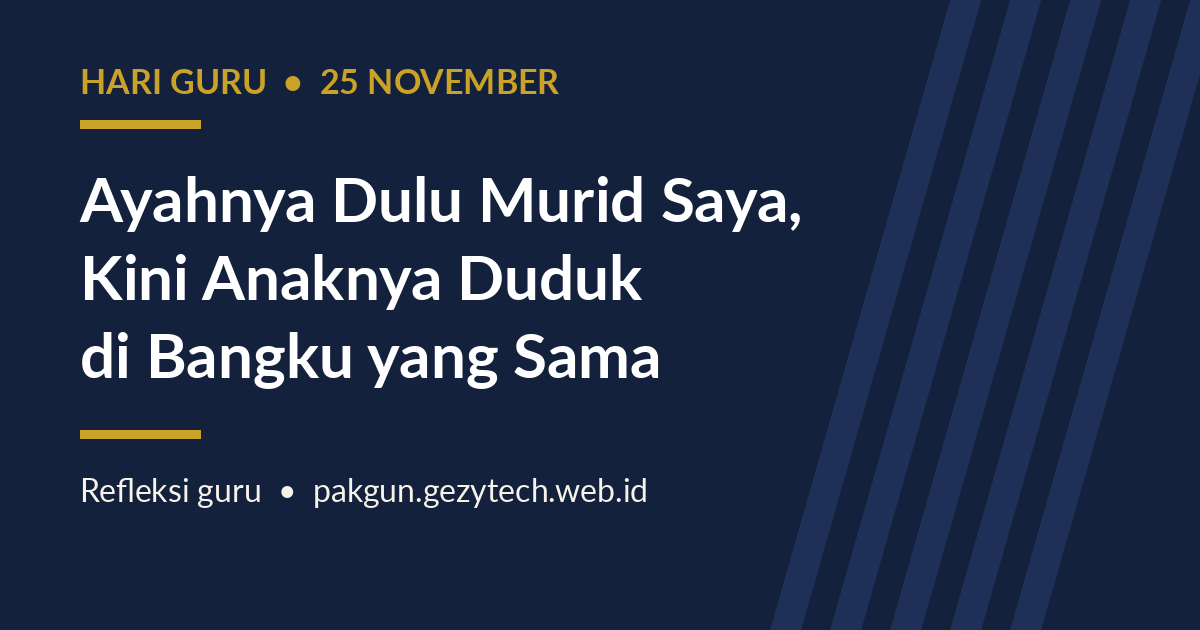 HARI GURU • 25 NOVEMBER
Ayahnya Dulu Murid Saya,
Kini Anaknya Duduk
di Bangku yang Sama
Refleksi guru • pakgun.gezytech.web.id